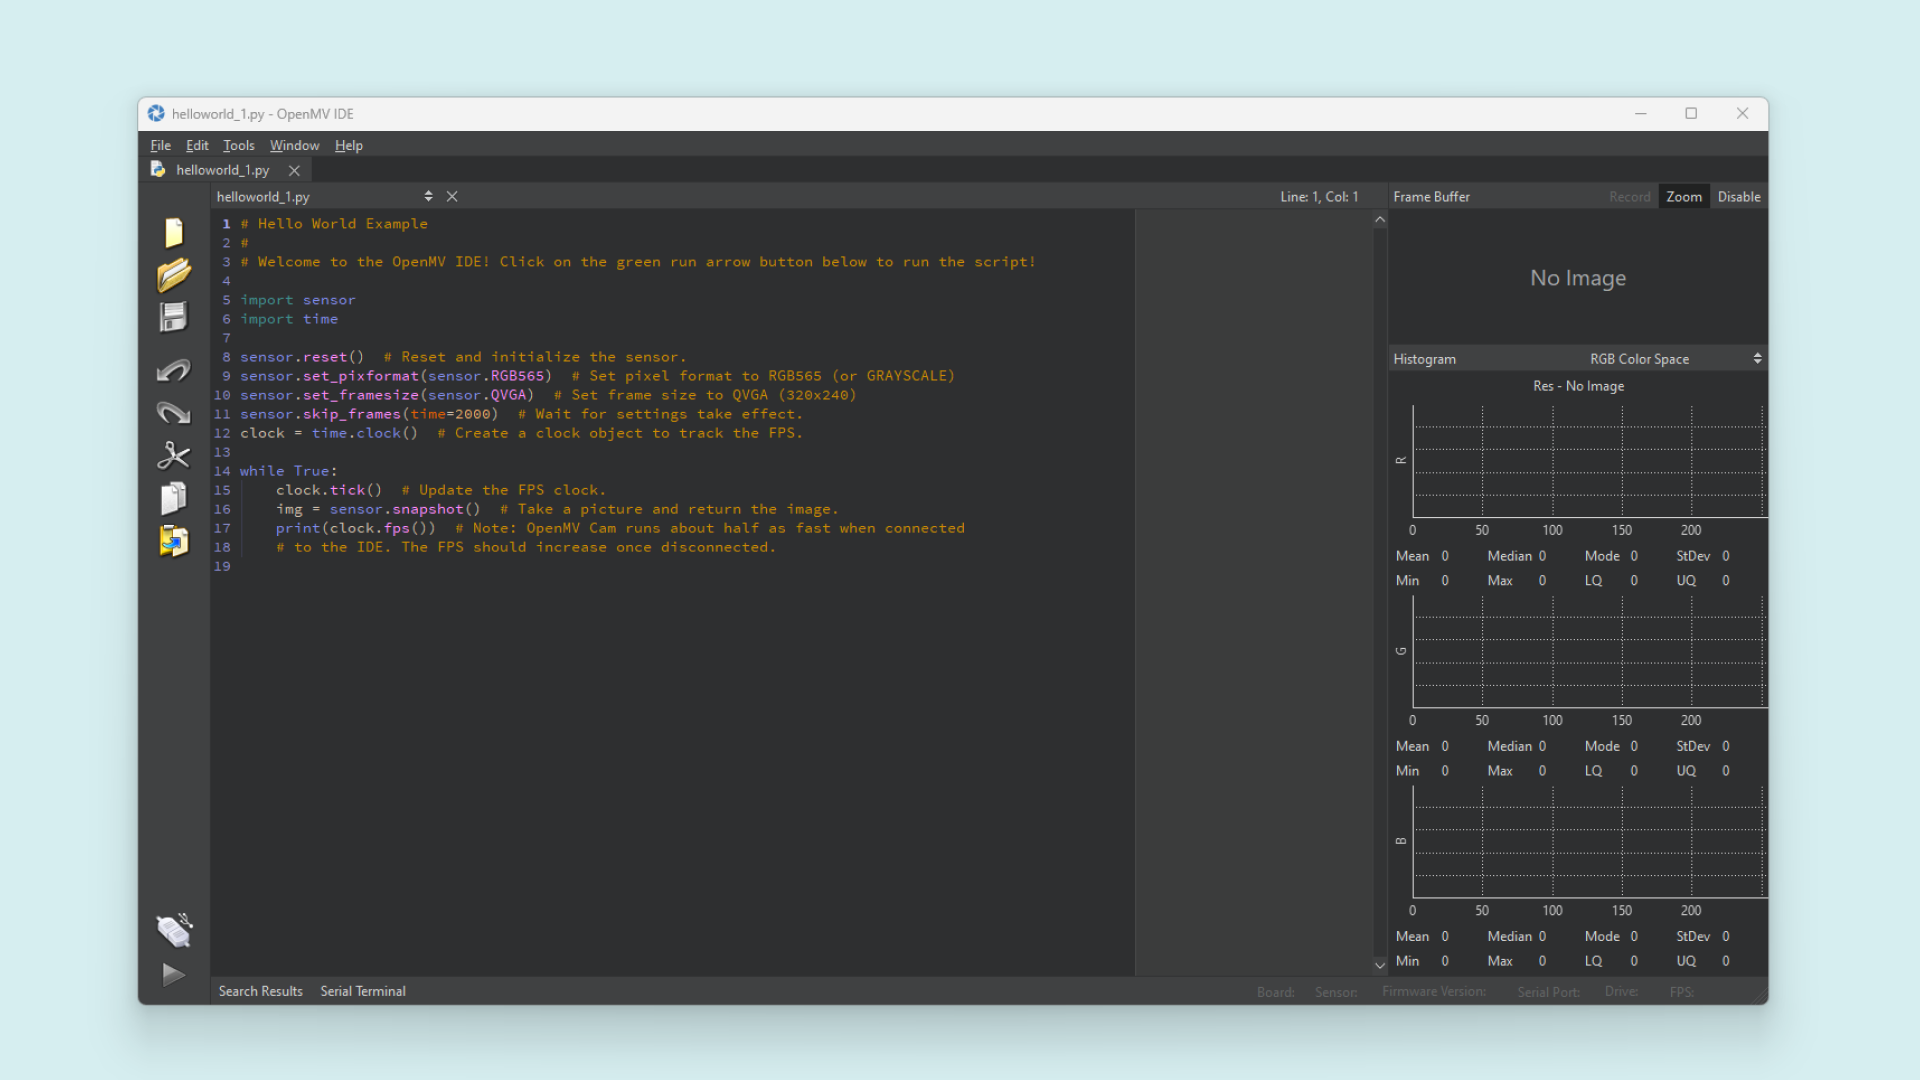 helloworld_1.py - OpenMV IDE
File Edit Tools Window Help
helloworld_1.py
helloworld_1.py Line: 1, Col: 1
1 # Hello World Example
2 #
3 # Welcome to the OpenMV IDE! Click on the green run arrow button below to run the script!
4
5 import sensor
6 import time
7
8 sensor.reset()  # Reset and initialize the sensor.
9 sensor.set_pixformat(sensor.RGB565)  # Set pixel format to RGB565 (or GRAYSCALE)
10 sensor.set_framesize(sensor.QVGA)  # Set frame size to QVGA (320x240)
11 sensor.skip_frames(time=2000)  # Wait for settings take effect.
12 clock = time.clock()  # Create a clock object to track the FPS.
13
14 while True:
15     clock.tick()  # Update the FPS clock.
16     img = sensor.snapshot()  # Take a picture and return the image.
17     print(clock.fps())  # Note: OpenMV Cam runs about half as fast when connected
18     # to the IDE. The FPS should increase once disconnected.
19
Frame Buffer Record Zoom Disable
No Image
Histogram RGB Color Space
Res - No Image
R
0 50 100 150 200
Mean 0 Median 0 Mode 0 StDev 0
Min 0 Max 0 LQ 0 UQ 0
G
0 50 100 150 200
Mean 0 Median 0 Mode 0 StDev 0
Min 0 Max 0 LQ 0 UQ 0
B
0 50 100 150 200
Mean 0 Median 0 Mode 0 StDev 0
Min 0 Max 0 LQ 0 UQ 0
Search Results Serial Terminal Board: Sensor: Firmware Version: Serial Port: Drive: FPS: